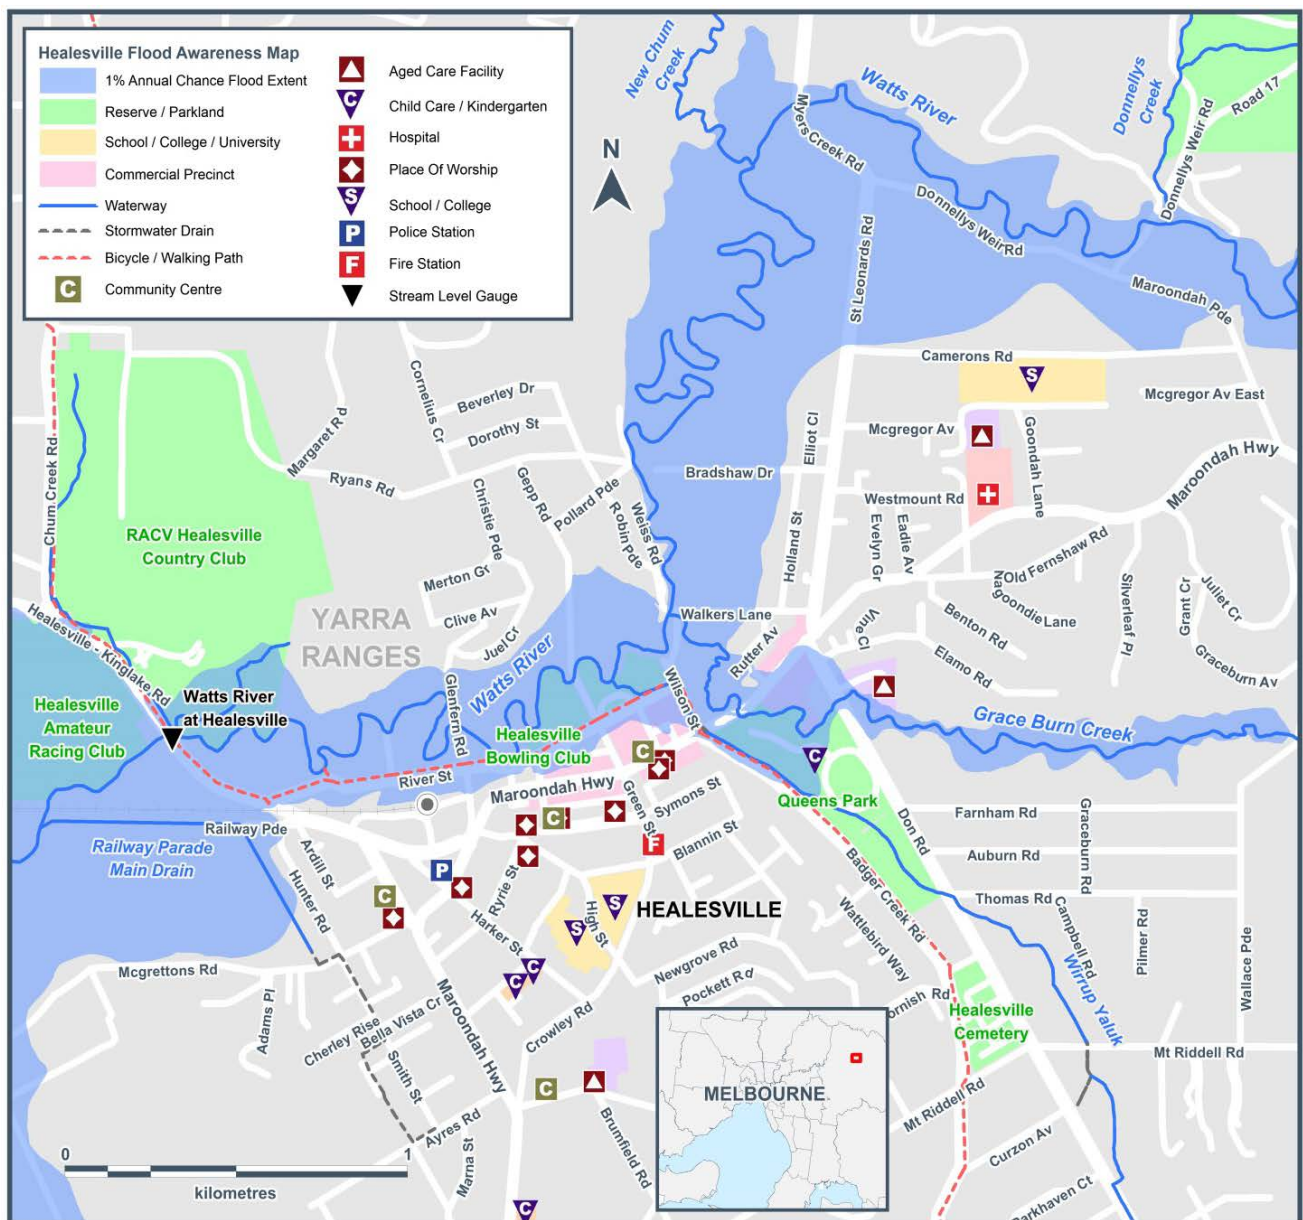 Healesville Flood Awareness Map
1% Annual Chance Flood Extent
Reserve / Parkland
School / College / University
Commercial Precinct
Waterway
Stormwater Drain
Bicycle / Walking Path
C
Community Centre
Aged Care Facility
C
Child Care / Kindergarten
Hospital
Place Of Worship
S
School / College
P
Police Station
F
Fire Station
Stream Level Gauge
N
New Chum
Creek
Watts River
Donnellys
Creek
Road 17
Donnellys Weir Rd
Myers Creek Rd
Donnellys Weir Rd
St Leonards Rd
Maroondah Pde
Camerons Rd
S
Mcgregor Av East
Mcgregor Av
Goondah Lane
Maroondah Hwy
Elliot Cl
Bradshaw Dr
Westmount Rd
Holland St
Evelyn Gr
Eadie Av
Old Fernshaw Rd
Nagoondie Lane
Silverleaf Pl
Grant Cr
Juliet Cr
Graceburn Av
Benton Rd
Elamo Rd
Vine Cl
Walkers Lane
Rutter Av
Grace Burn Creek
Cornelius Cr
Beverley Dr
Dorothy St
Margaret Rd
Ryans Rd
Chum Creek Rd
Christie Pde
Gepp Rd
Pollard Pde
Robin Pde
Weiss Rd
RACV Healesville
Country Club
Merton Gr
Clive Av
Juel Cr
YARRA
RANGES
Healesville - Kinglake Rd
Watts River
at Healesville
Healesville
Amateur
Racing Club
Glenfern Rd
Watts River
Wilson St
Healesville
Bowling Club
River St
Maroondah Hwy
C
Green St
Symons St
C
Queens Park
Don Rd
Farnham Rd
Graceburn Rd
Auburn Rd
Thomas Rd
Campbell Rd
Pilmer Rd
Wallace Pde
Railway Pde
Railway Parade
Main Drain
Ardill St
Hunter Rd
C
F
Blannin St
P
Ryrie St
C
Harker St
S
High St
S
HEALESVILLE
Badger Creek Rd
Wattlebird Way
Newgrove Rd
Pockett Rd
C
C
Mcgrettons Rd
Adams Pl
Cherley Rise
Bella Vista Cr
Maroondah Hwy
Crowley Rd
Smith St
Ayres Rd
Marna St
C
Brumfield Rd
C
ornish Rd
Healesville
Cemetery
Wirrup Yaluk
Mt Riddell Rd
Mt Riddell Rd
Curzon Av
arkhaven Ct
MELBOURNE
0
1
kilometres